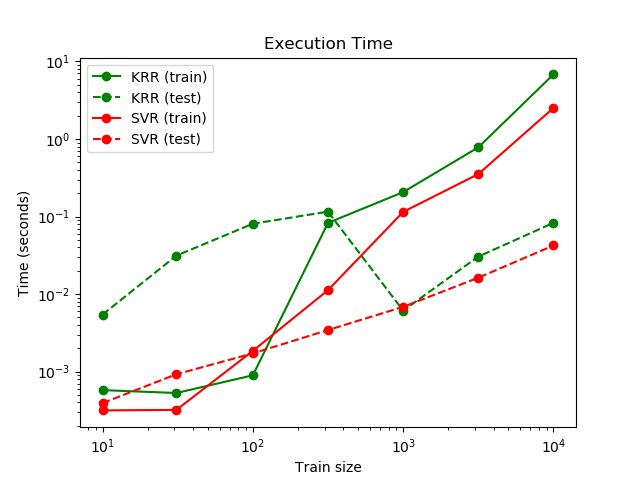 Execution Time
KRR (train)
KRR (test)
SVR (train)
SVR (test)
10^1
10^0
10^-1
10^-2
10^-3
Time (seconds)
10^1 10^2 10^3 10^4
Train size